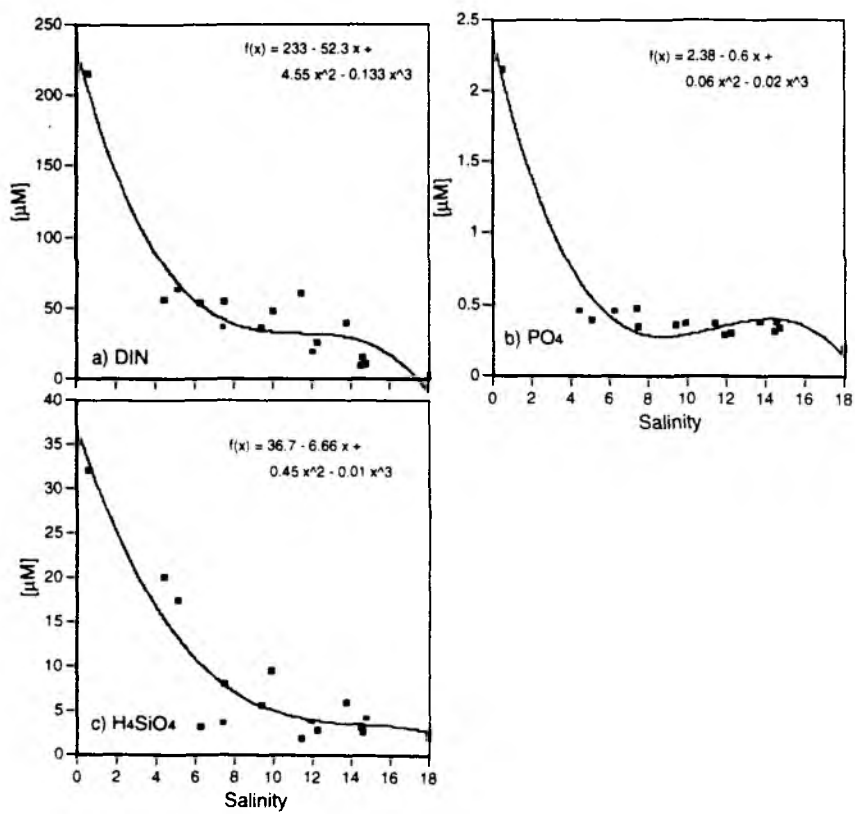 250
200
150
100
50
0
[µM]
f(x) = 233 - 52.3 x +
4.55 x^2 - 0.133 x^3
a) DIN
2.5
2
1.5
1
0.5
0
[µM]
f(x) = 2.38 - 0.6 x +
0.06 x^2 - 0.02 x^3
b) PO4
0 2 4 6 8 10 12 14 16 18
Salinity
40
35
30
25
20
15
10
5
0
[µM]
f(x) = 36.7 - 6.66 x +
0.45 x^2 - 0.01 x^3
c) H4SiO4
0 2 4 6 8 10 12 14 16 18
Salinity